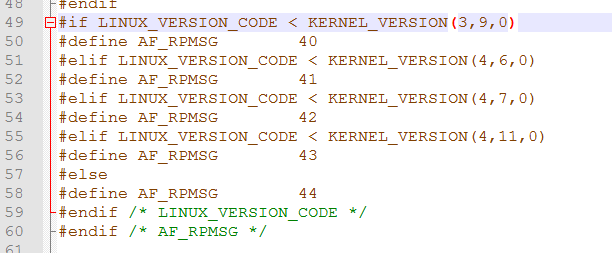 48 #endif
49 #if LINUX_VERSION_CODE < KERNEL_VERSION(3,9,0)
50 #define AF_RPMSG 40
51 #elif LINUX_VERSION_CODE < KERNEL_VERSION(4,6,0)
52 #define AF_RPMSG 41
53 #elif LINUX_VERSION_CODE < KERNEL_VERSION(4,7,0)
54 #define AF_RPMSG 42
55 #elif LINUX_VERSION_CODE < KERNEL_VERSION(4,11,0)
56 #define AF_RPMSG 43
57 #else
58 #define AF_RPMSG 44
59 #endif /* LINUX_VERSION_CODE */
60 #endif /* AF_RPMSG */
61